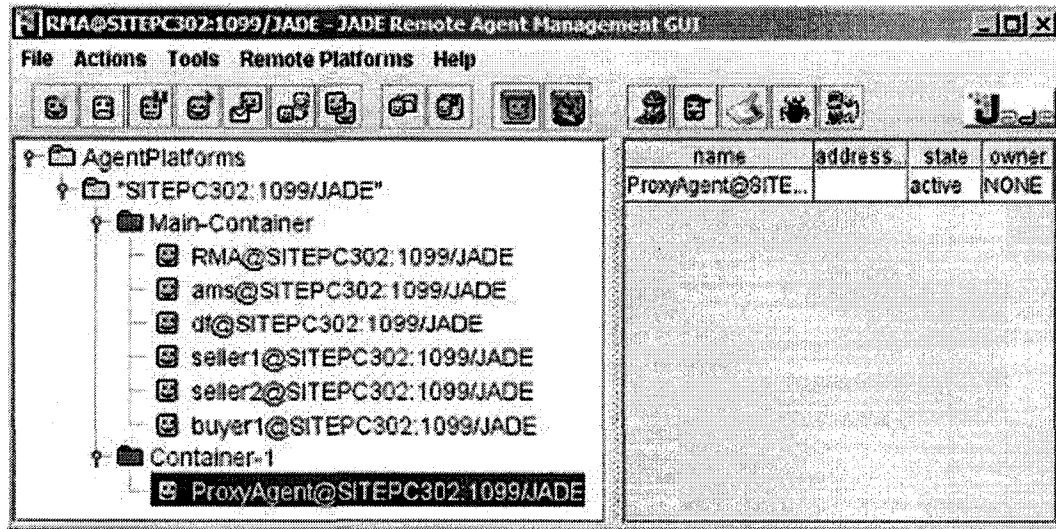 RMA@SITEPC302:1099/JADE - JADE Remote Agent Management GUI
File Actions Tools Remote Platforms Help
Jade
AgentPlatforms
"SITEPC302:1099/JADE"
Main-Container
RMA@SITEPC302:1099/JADE
ams@SITEPC302:1099/JADE
df@SITEPC302:1099/JADE
seller1@SITEPC302:1099/JADE
seller2@SITEPC302:1099/JADE
buyer1@SITEPC302:1099/JADE
Container-1
ProxyAgent@SITEPC302:1099/JADE
name address... state owner
ProxyAgent@SITE... active NONE